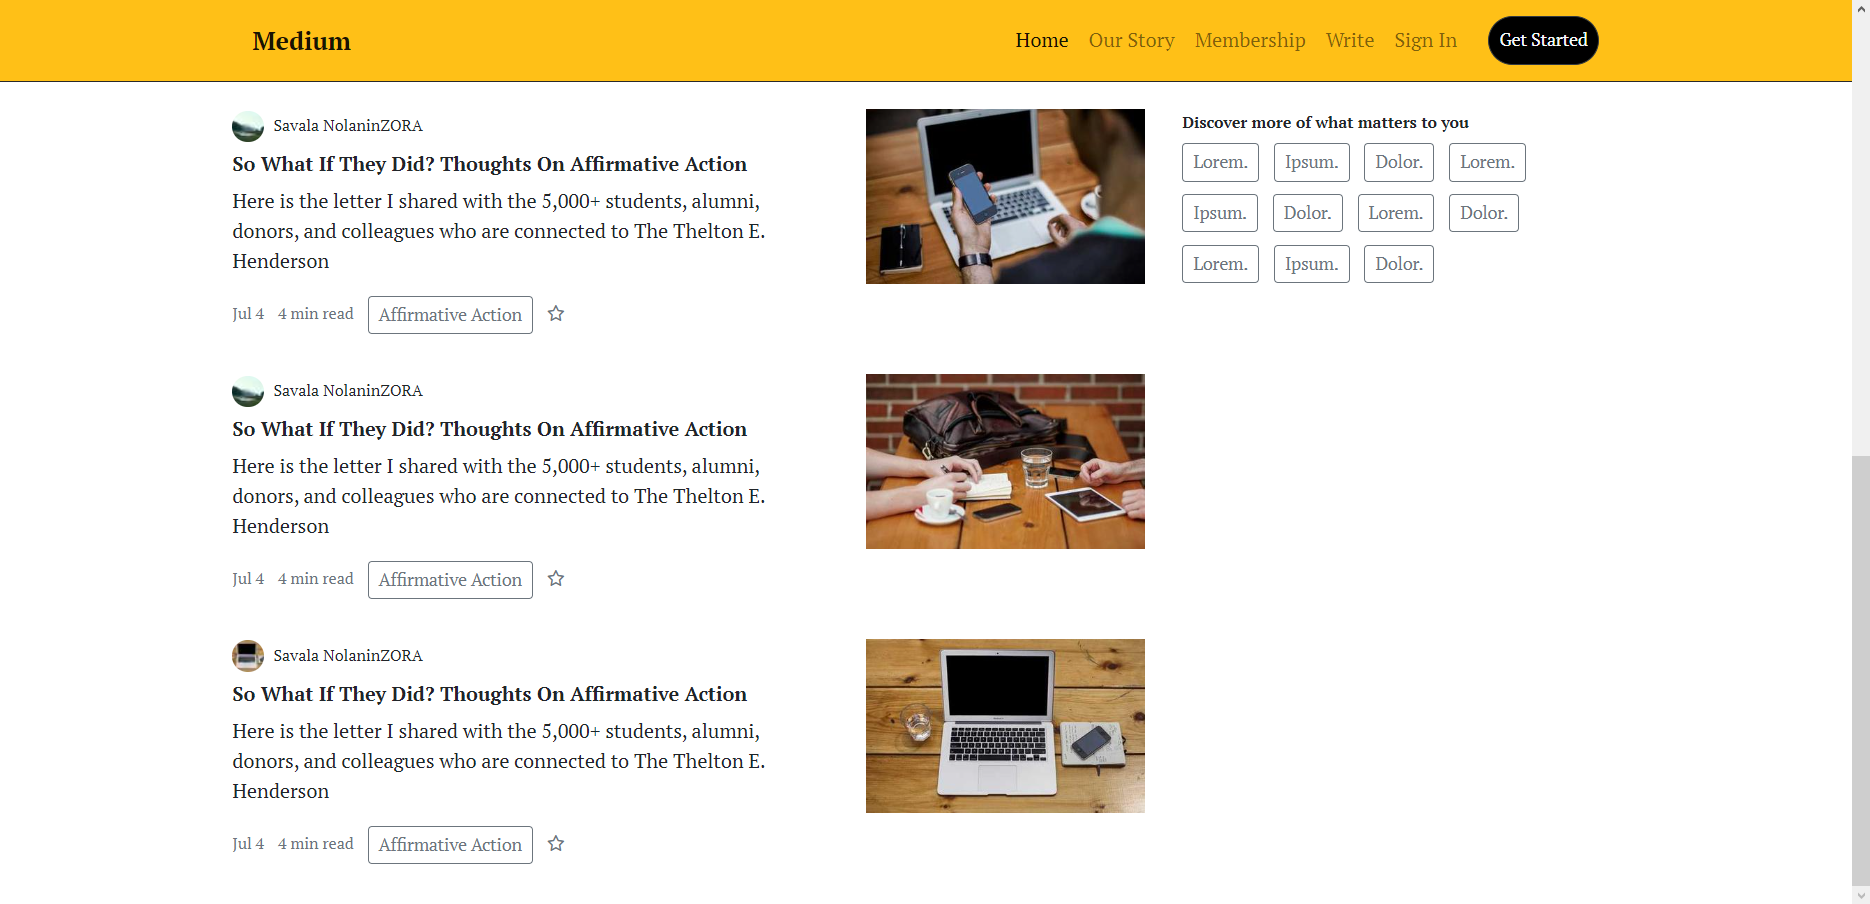 Medium
Home Our Story Membership Write Sign In Get Started
Savala NolaninZORA
So What If They Did? Thoughts On Affirmative Action
Here is the letter I shared with the 5,000+ students, alumni,
donors, and colleagues who are connected to The Thelton E.
Henderson
Jul 4 4 min read Affirmative Action
Savala NolaninZORA
So What If They Did? Thoughts On Affirmative Action
Here is the letter I shared with the 5,000+ students, alumni,
donors, and colleagues who are connected to The Thelton E.
Henderson
Jul 4 4 min read Affirmative Action
Savala NolaninZORA
So What If They Did? Thoughts On Affirmative Action
Here is the letter I shared with the 5,000+ students, alumni,
donors, and colleagues who are connected to The Thelton E.
Henderson
Jul 4 4 min read Affirmative Action
Discover more of what matters to you
Lorem. Ipsum. Dolor. Lorem.
Ipsum. Dolor. Lorem. Dolor.
Lorem. Ipsum. Dolor.